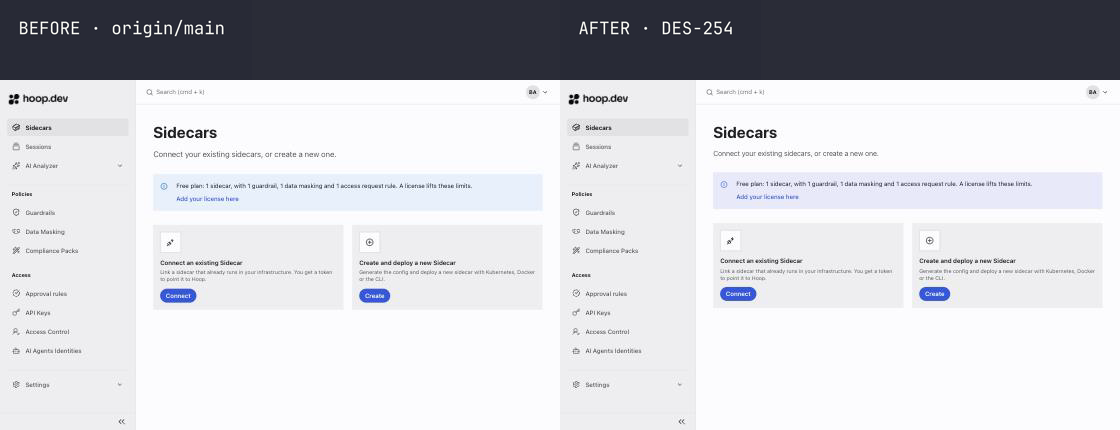 BEFORE · origin/main
hoop.dev
Search (cmd + k)
BA
Sidecars
Sessions
AI Analyzer
Policies
Guardrails
Data Masking
Compliance Packs
Access
Approval rules
API Keys
Access Control
AI Agents Identities
Settings
Sidecars
Connect your existing sidecars, or create a new one.
Free plan: 1 sidecar, with 1 guardrail, 1 data masking and 1 access request rule. A license lifts these limits.
Add your license here
Connect an existing Sidecar
Link a sidecar that already runs in your infrastructure. You get a token
to point it to Hoop.
Connect
Create and deploy a new Sidecar
Generate the config and deploy a new sidecar with Kubernetes, Docker
or the CLI.
Create
AFTER · DES-254
hoop.dev
Search (cmd + k)
BA
Sidecars
Sessions
AI Analyzer
Policies
Guardrails
Data Masking
Compliance Packs
Access
Approval rules
API Keys
Access Control
AI Agents Identities
Settings
Sidecars
Connect your existing sidecars, or create a new one.
Free plan: 1 sidecar, with 1 guardrail, 1 data masking and 1 access request rule. A license lifts these limits.
Add your license here
Connect an existing Sidecar
Link a sidecar that already runs in your infrastructure. You get a token
to point it to Hoop.
Connect
Create and deploy a new Sidecar
Generate the config and deploy a new sidecar with Kubernetes, Docker
or the CLI.
Create